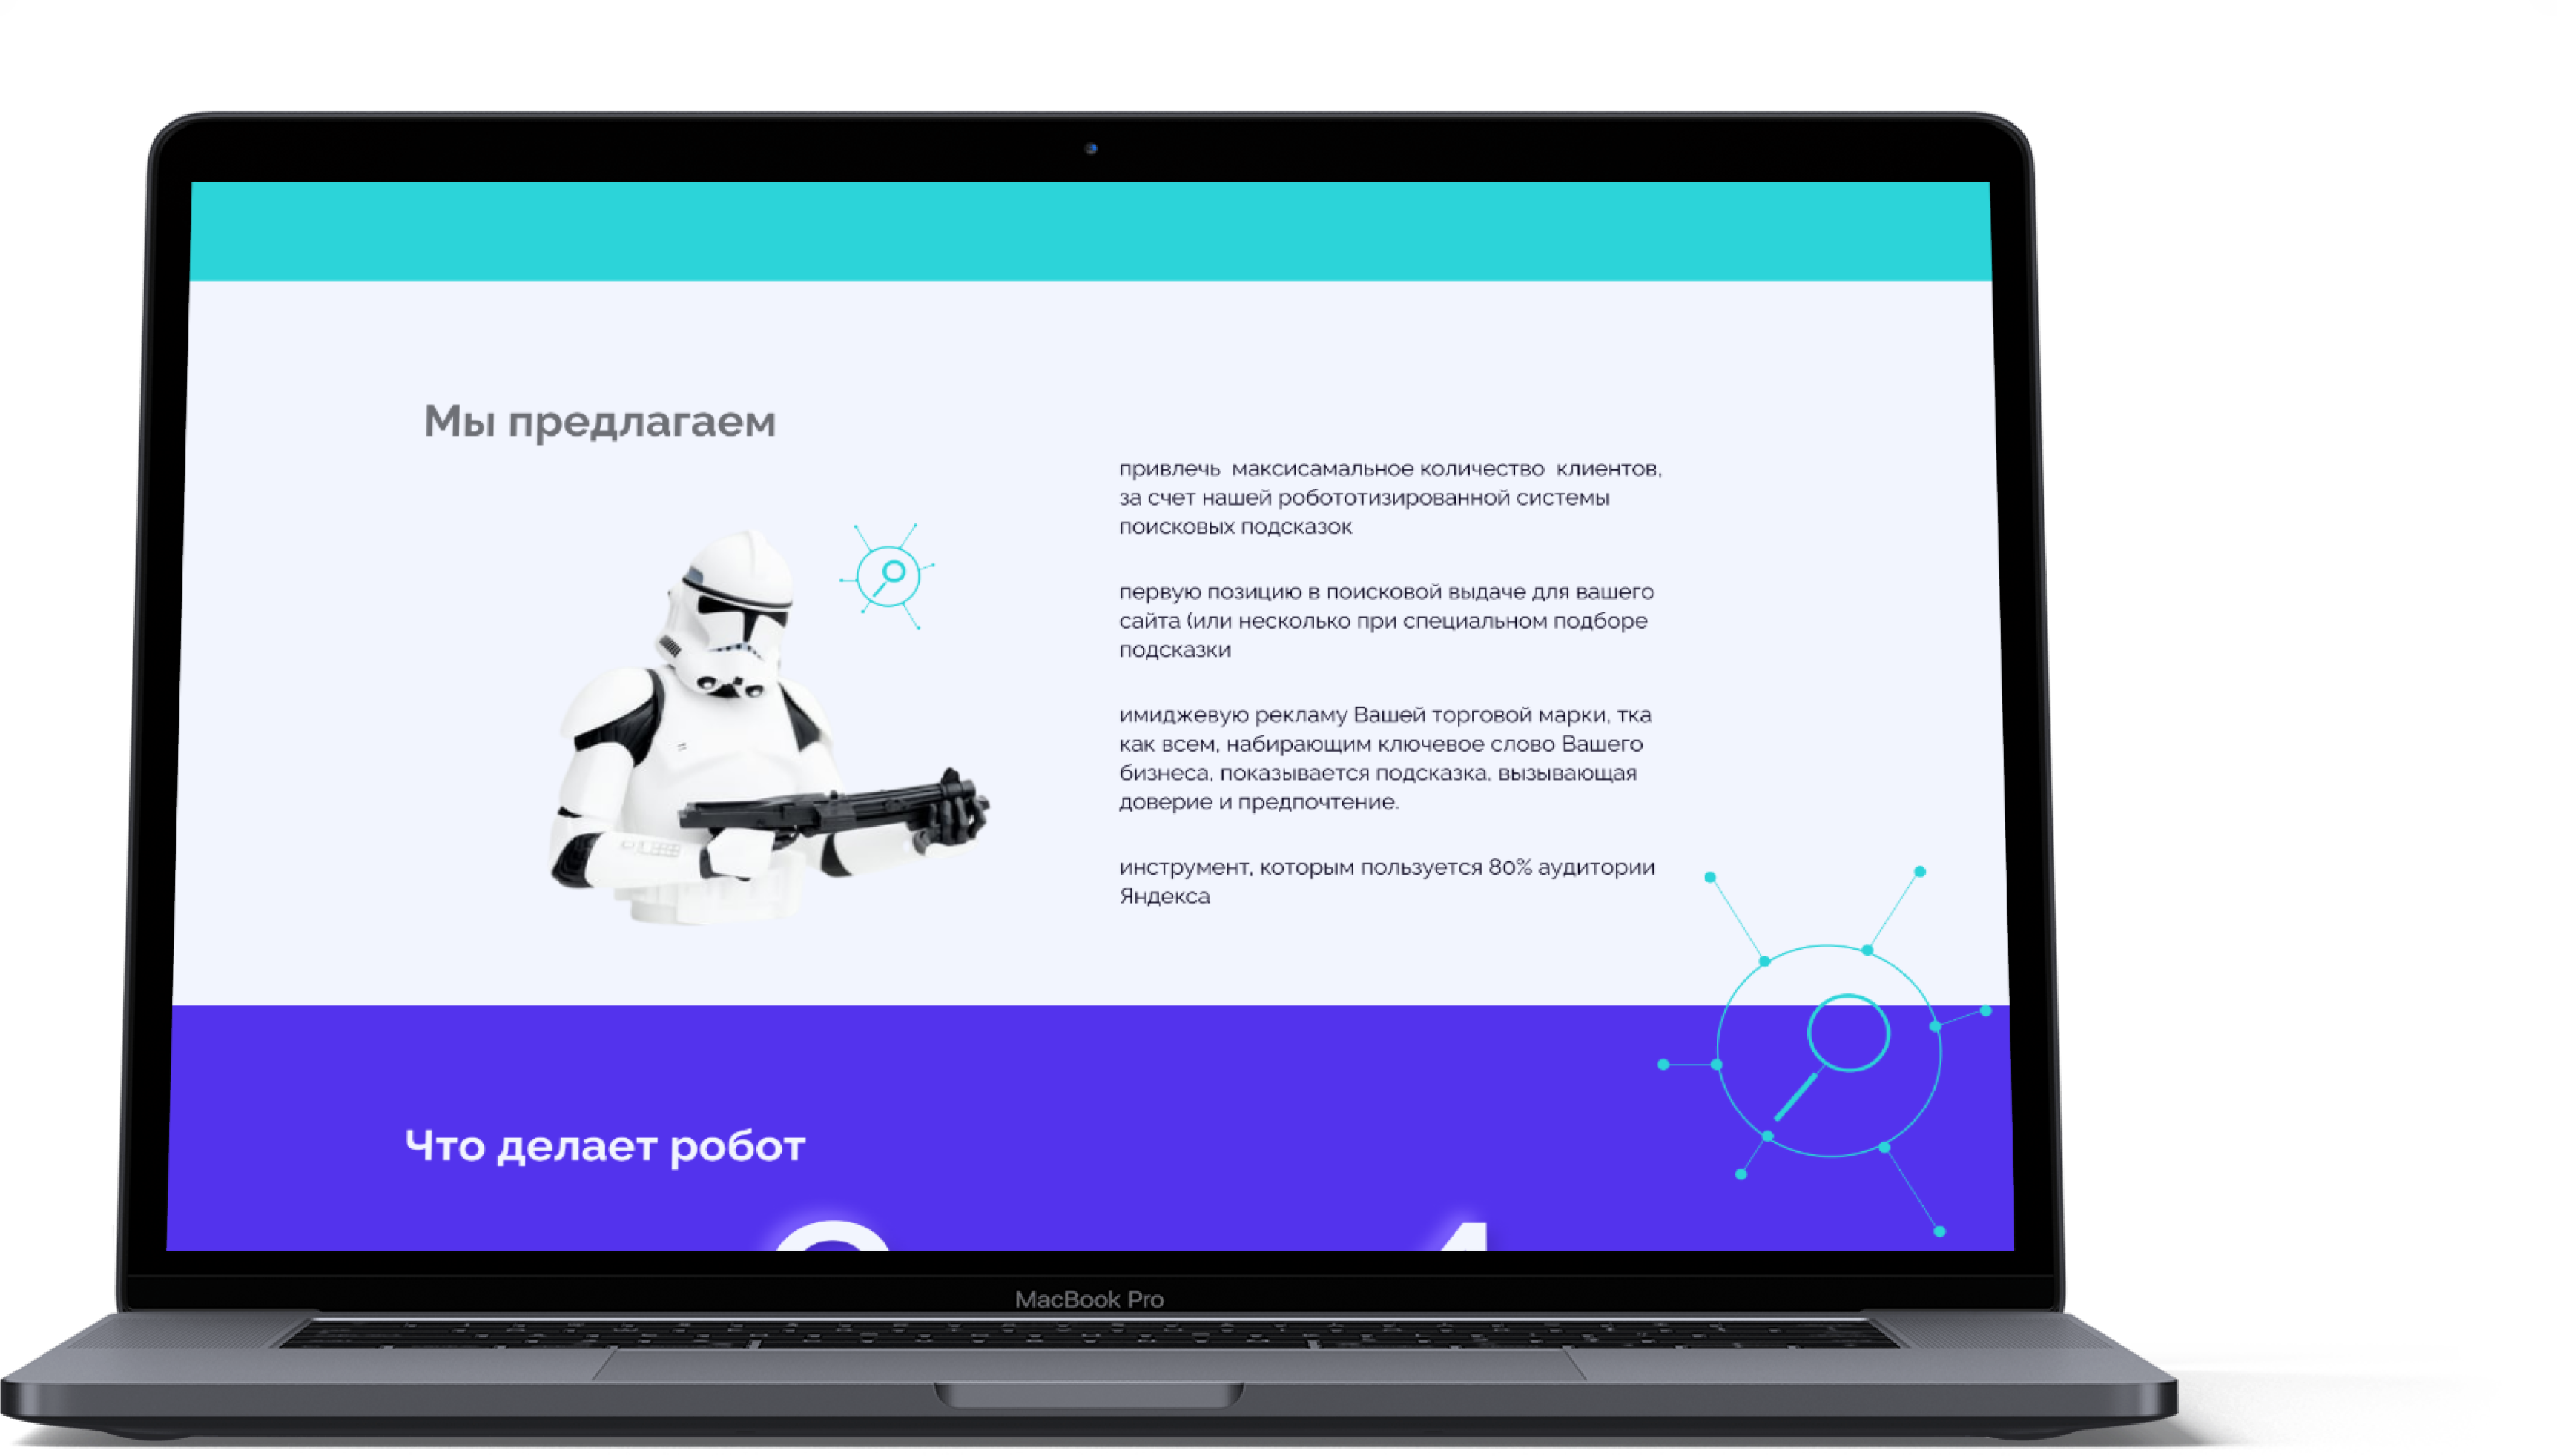 Мы предлагаем
привлечь максисамальное количество клиентов,
за счет нашей робототизированной системы
поисковых подсказок
первую позицию в поисковой выдаче для вашего
сайта (или несколько при специальном подборе
подсказки
имиджевую рекламу Вашей торговой марки, тка
как всем, набирающим ключевое слово Вашего
бизнеса, показывается подсказка, вызывающая
доверие и предпочтение.
инструмент, которым пользуется 80% аудитории
Яндекса
Что делает робот
MacBook Pro